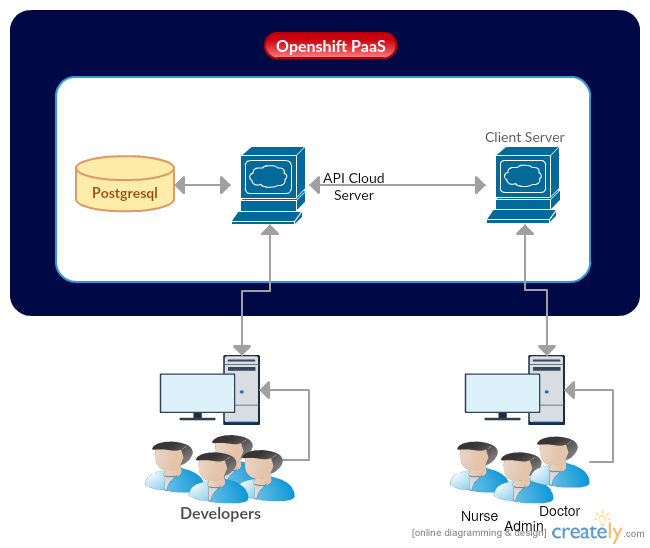 Openshift PaaS
Client Server
API Cloud
Server
Postgresql
Developers
Nurse
Admin
Doctor
[online diagramming & design]
creately.com